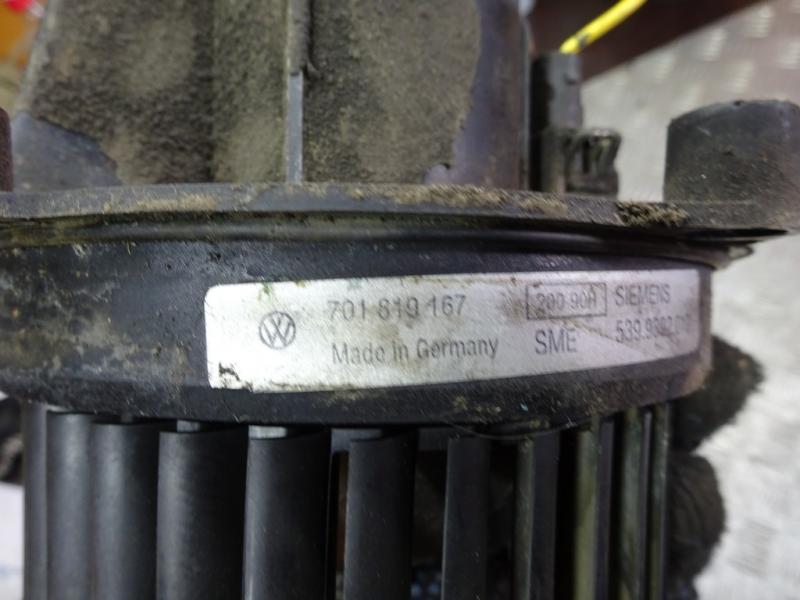 701 819 167
Made in Germany
SIEMENS
SME